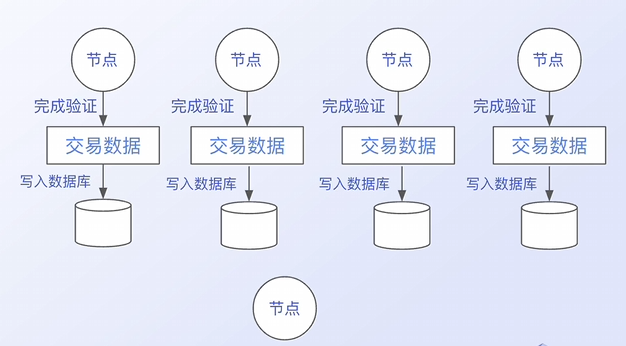 节点 节点 节点 节点
完成验证 完成验证 完成验证 完成验证
交易数据 交易数据 交易数据 交易数据
写入数据库 写入数据库 写入数据库 写入数据库
节点